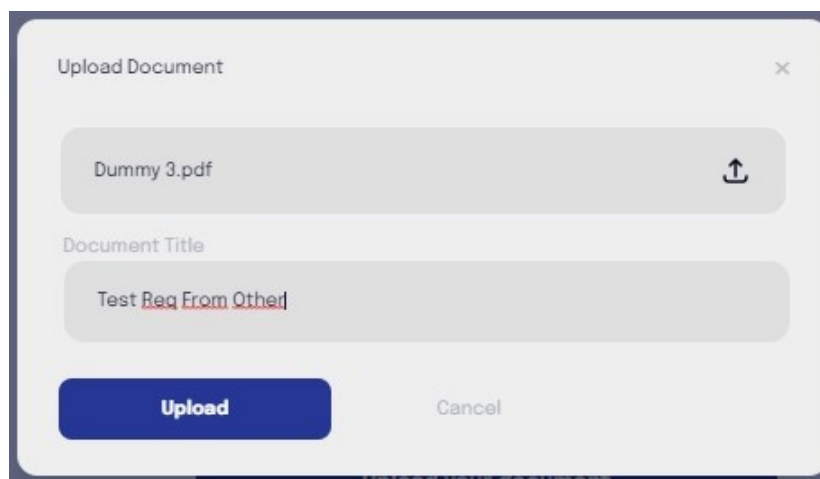 Upload Document
×
Dummy 3.pdf
Document Title
Test Req From Other
Upload
Cancel